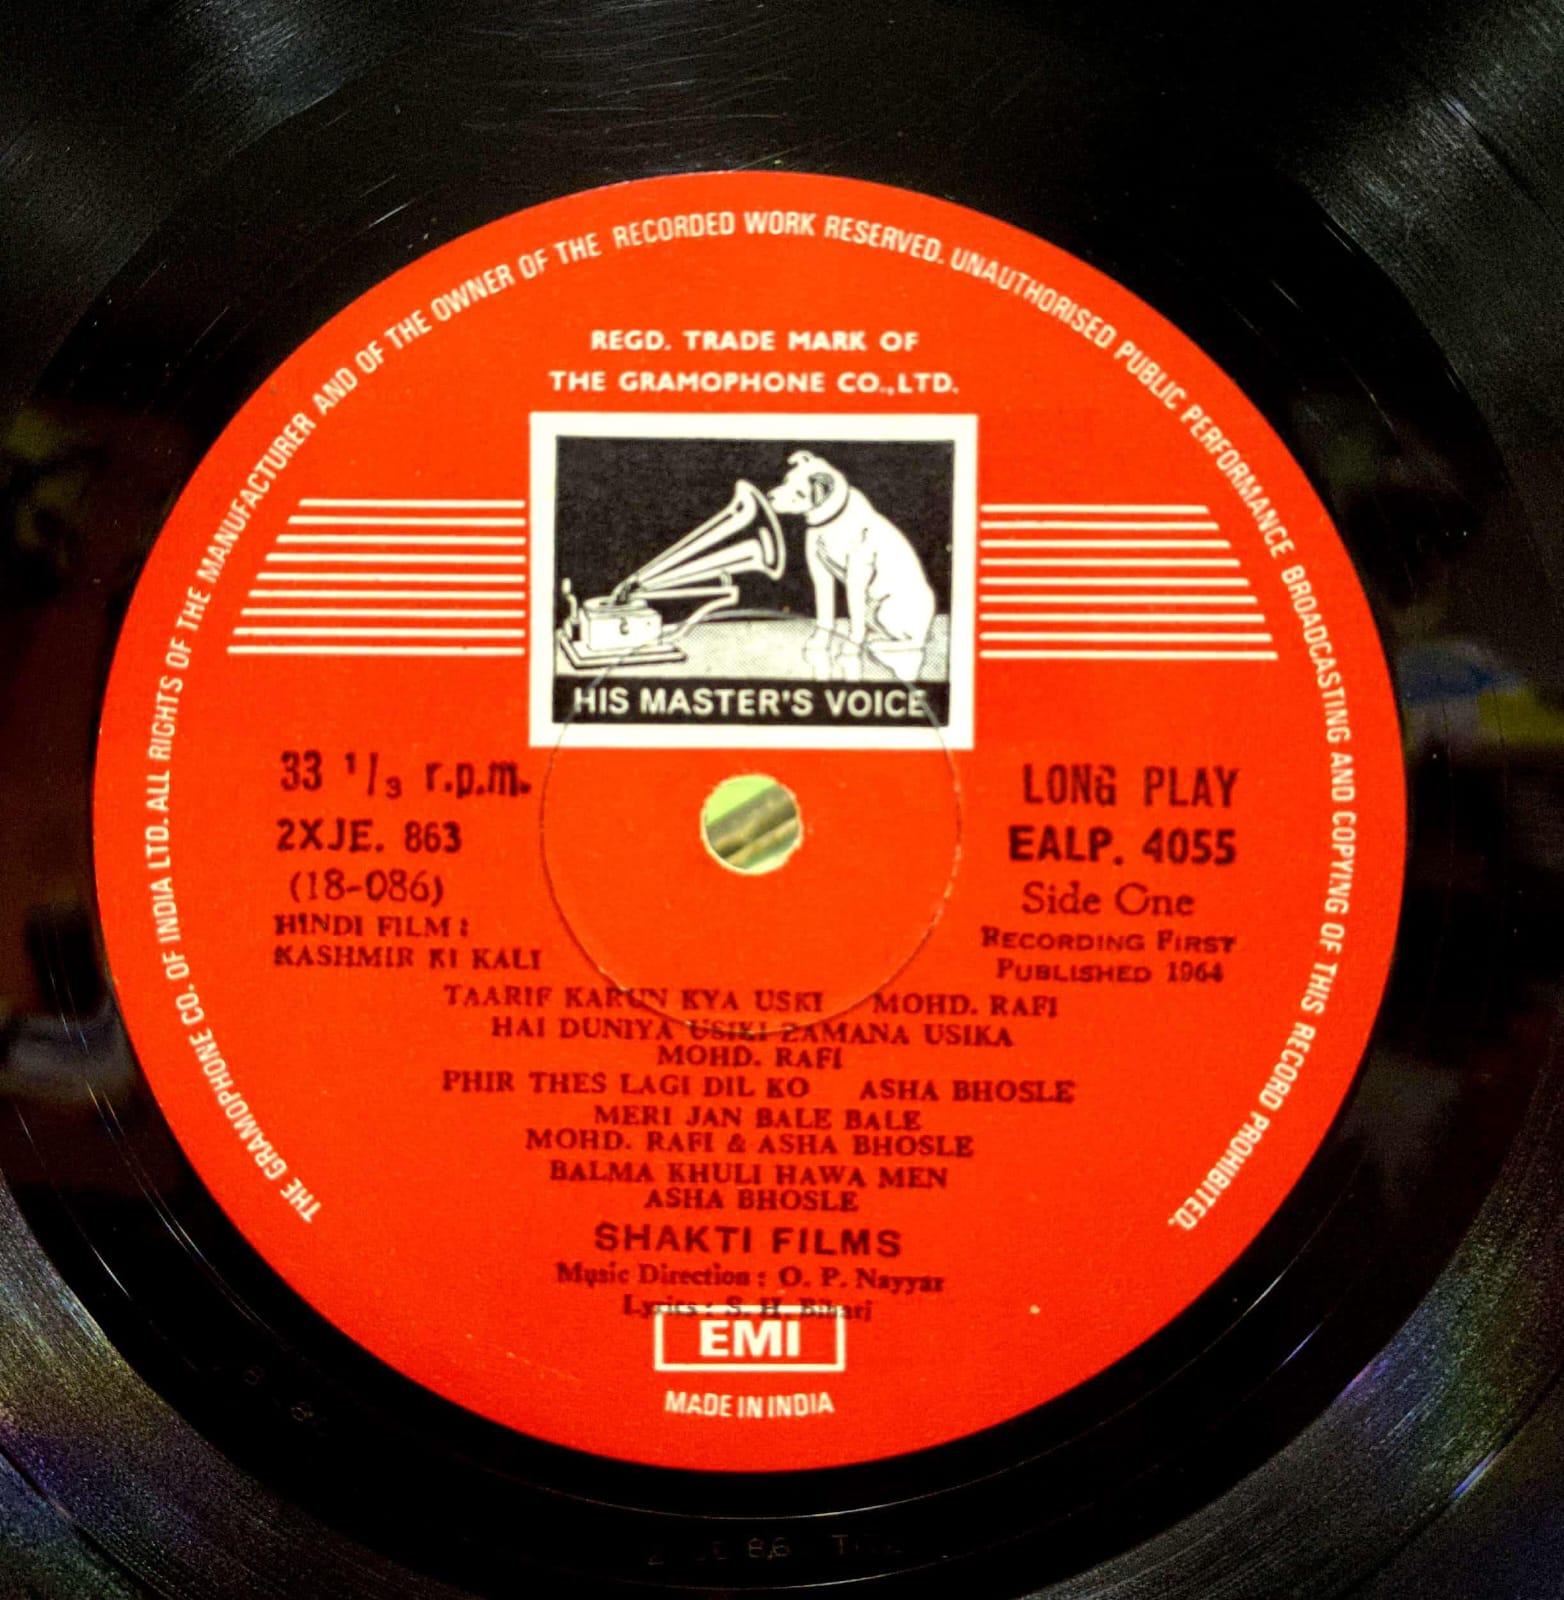 THE GRAMOPHONE CO. OF INDIA LTD. ALL RIGHTS OF THE MANUFACTURER AND OF THE OWNER OF THE RECORDED WORK RESERVED. UNAUTHORISED PUBLIC PERFORMANCE BROADCASTING AND COPYING OF THIS RECORD PROHIBITED.
REGD. TRADE MARK OF
THE GRAMOPHONE CO., LTD.
HIS MASTER'S VOICE
33 1/3 r.p.m.
2XJE. 863
(18-086)
HINDI FILM :
KASHMIR KI KALI
LONG PLAY
EALP. 4055
Side One
RECORDING FIRST
PUBLISHED 1964
TAARIF KARUN KYA USKI MOHD. RAFI
HAI DUNIYA USIKI ZAMANA USIKA
MOHD. RAFI
PHIR THES LAGI DIL KO ASHA BHOSLE
MERI JAN BALE BALE
MOHD. RAFI & ASHA BHOSLE
BALMA KHULI HAWA MEN
ASHA BHOSLE
SHAKTI FILMS
Music Direction : O. P. Nayyar
Lyrics : S. H. Bihari
EMI
MADE IN INDIA